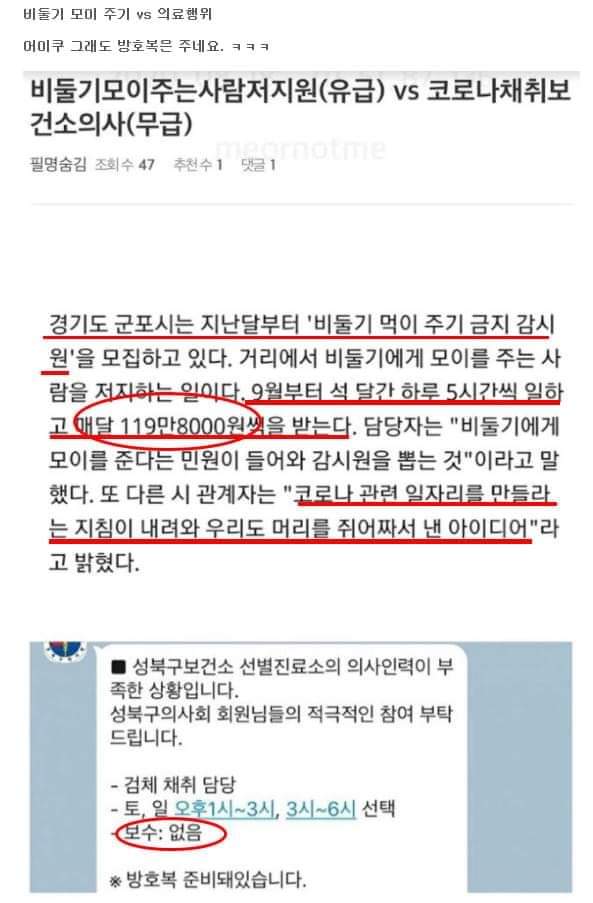 비둘기 모미 주기 vs 의료행위
어미쿠 그래도 방호복은 주네요. ㅋㅋㅋ
비둘기모이주는사람저지원(유급) vs 코로나채취보
건소의사(무급)
meornotme
필명숨김 조회수 47 추천수 1 댓글 1
경기도 군포시는 지난달부터 '비둘기 먹이 주기 금지 감시
원'을 모집하고 있다. 거리에서 비둘기에게 모이를 주는 사
람을 저지하는 일이다. 9월부터 석 달간 하루 5시간씩 일하
고 매달 119만8000원씩을 받는다. 담당자는 "비둘기에게
모이를 준다는 민원이 들어와 감시원을 뽑는 것"이라고 말
했다. 또 다른 시 관계자는 "코로나 관련 일자리를 만들라
는 지침이 내려와 우리도 머리를 쥐어짜서 낸 아이디어"라
고 밝혔다.
■ 성북구보건소 선별진료소의 의사인력이 부
족한 상황입니다.
성북구의사회 회원님들의 적극적인 참여 부탁
드립니다.
- 검체 채취 담당
- 토, 일 오후1시~3시, 3시~6시 선택
- 보수: 없음
※ 방호복 준비돼있습니다.